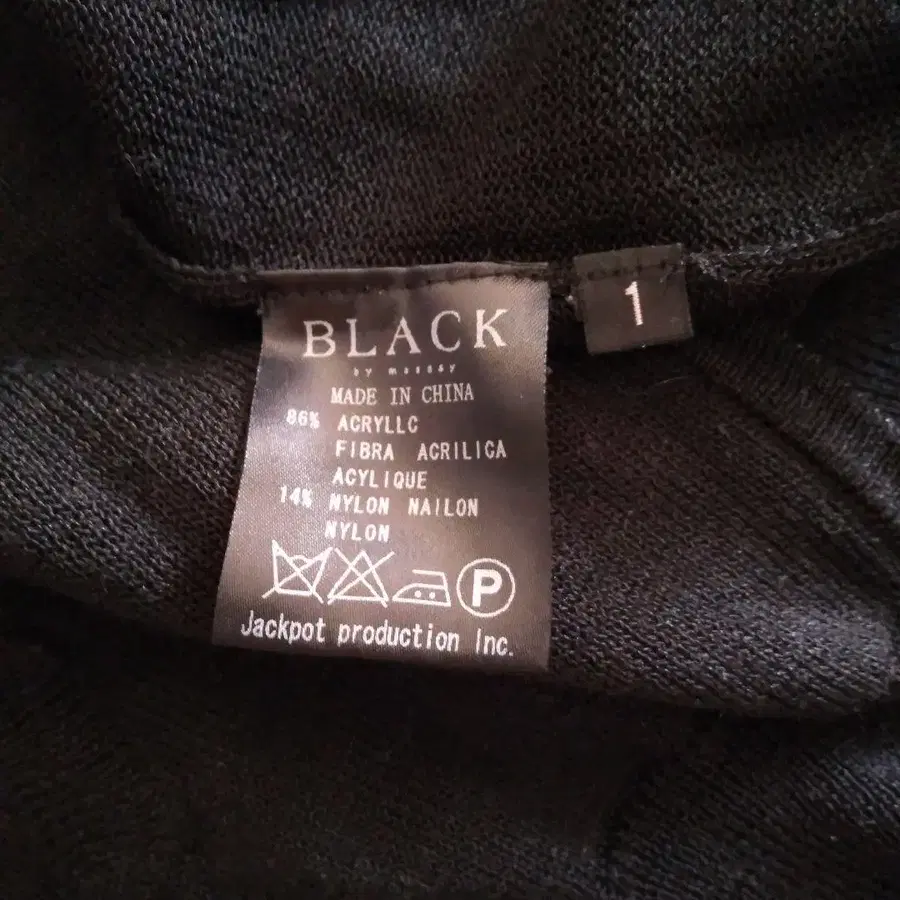 BLACK
by moussy
MADE IN CHINA
86% ACRYLLC
FIBRA ACRILICA
ACYLIQUE
14% NYLON NAILON
NYLON
P
Jackpot production Inc.
1